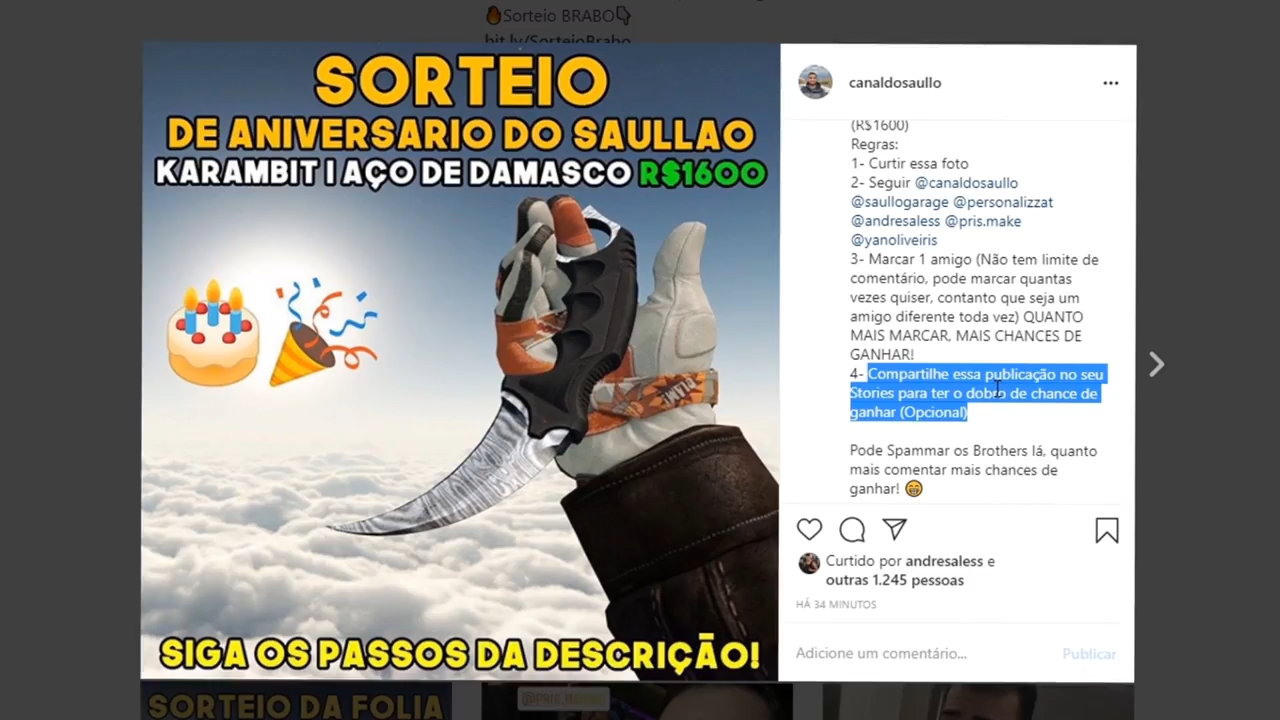 🔥Sorteio BRABO👇
bit.ly/SorteioBrabo
SORTEIO
DE ANIVERSARIO DO SAULLAO
KARAMBIT | AÇO DE DAMASCO R$1600
SIGA OS PASSOS DA DESCRIÇÃO!
canaldosaullo
(R$1600)
Regras:
1- Curtir essa foto
2- Seguir @canaldosaullo
@saullogarage @personalizzat
@andresaless @pris.make
@yanoliveiris
3- Marcar 1 amigo (Não tem limite de
comentário, pode marcar quantas
vezes quiser, contanto que seja um
amigo diferente toda vez) QUANTO
MAIS MARCAR, MAIS CHANCES DE
GANHAR!
4- Compartilhe essa publicação no seu
Stories para ter o dobro de chance de
ganhar (Opcional)
Pode Spammar os Brothers lá, quanto
mais comentar mais chances de
ganhar! 😁
Curtido por andresaless e
outras 1.245 pessoas
HÁ 34 MINUTOS
Adicione um comentário... Publicar
SORTEIO DA FOLIA